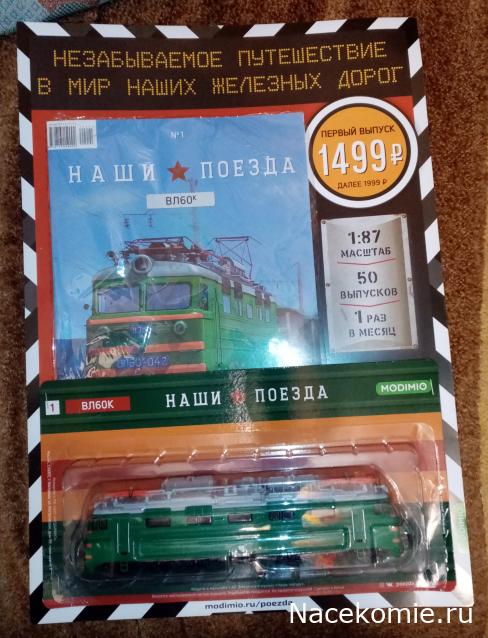 НЕЗАБЫВАЕМОЕ ПУТЕШЕСТВИЕ
В МИР НАШИХ ЖЕЛЕЗНЫХ ДОРОГ
№1
НАШИ ПОЕЗДА
ВЛ60К
ПЕРВЫЙ ВЫПУСК
1499₽
ДАЛЕЕ 1999 ₽
1:87
МАСШТАБ
50
ВЫПУСКОВ
1 РАЗ
В МЕСЯЦ
1 ВЛ60К НАШИ ПОЕЗДА MODIMIO
modimio.ru/poezda
Nacekomie.ru